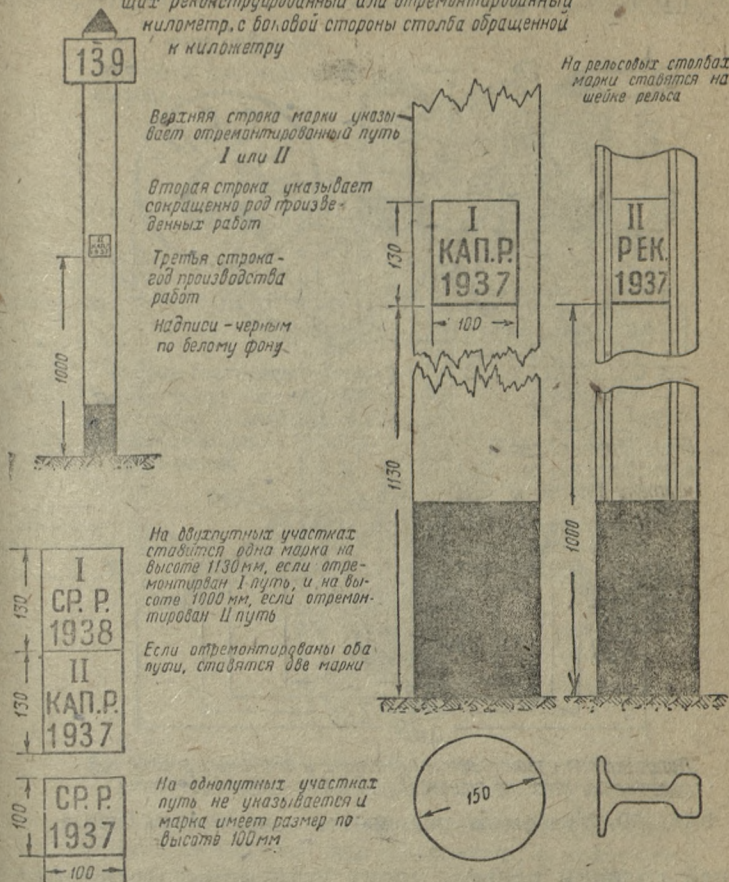 щих реконструированный или отремонтированный
километр, с боковой стороны столба обращенной
к километру
139
На рельсовых столбах
марки ставятся на
шейке рельса
Верхняя строка марки указы-
вает отремонтированный путь
I или II
Вторая строка указывает
сокращенно род произве-
денных работ
Третья строка-
год производства
работ
Надписи - черным
по белому фону.
1000
130
I
КАП.Р.
1937
100
1130
II
РЕК.
1937
1000
На двухпутных участках
ставится одна марка на
высоте 1130 мм, если отре-
монтирван I путь, и на вы-
соте 1000 мм, если отремон-
тирован II путь
Если отремонтированы оба
пути, ставятся две марки
130
I
СР. Р.
1938
130
II
КАП.Р.
1937
100
СР. Р.
1937
100
На однопутных участках
путь не указывается и
марка имеет размер по
высоте 100мм
150